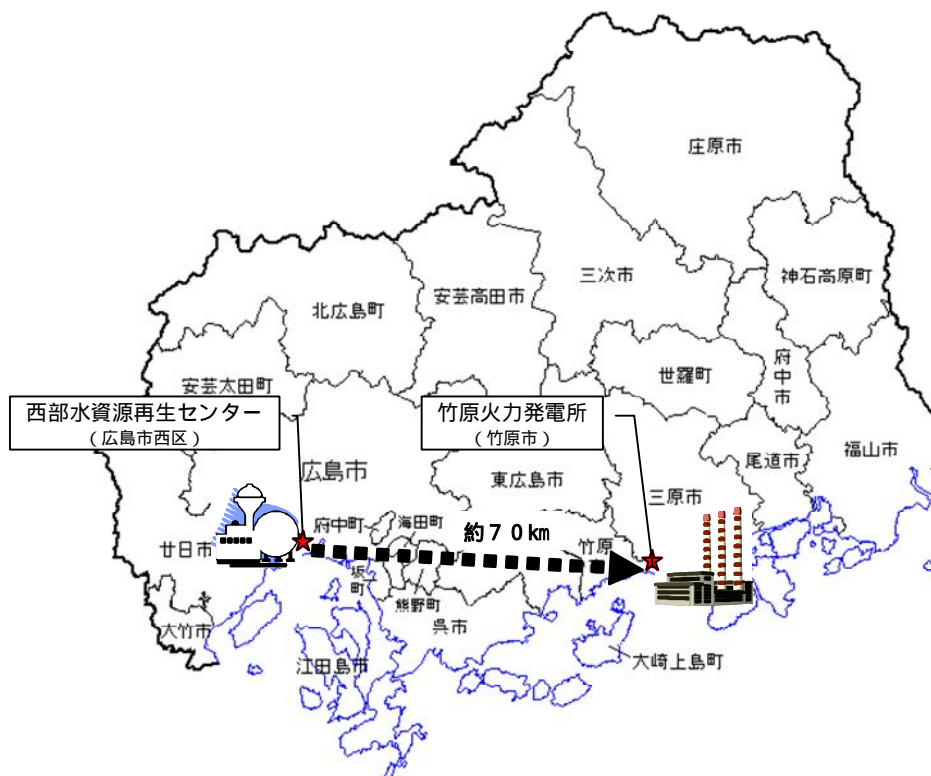 庄原市
神石高原町
三次市
安芸高田市
北広島町
世羅町
府中市
安芸太田町
西部水資源再生センター
（広島市西区）
竹原火力発電所
（竹原市）
福山市
尾道市
広島市
東広島市
三原市
府中町
海田町
約７０km
竹原
廿日市
坂町
熊野町
呉市
大竹市
江田島市
大崎上島町